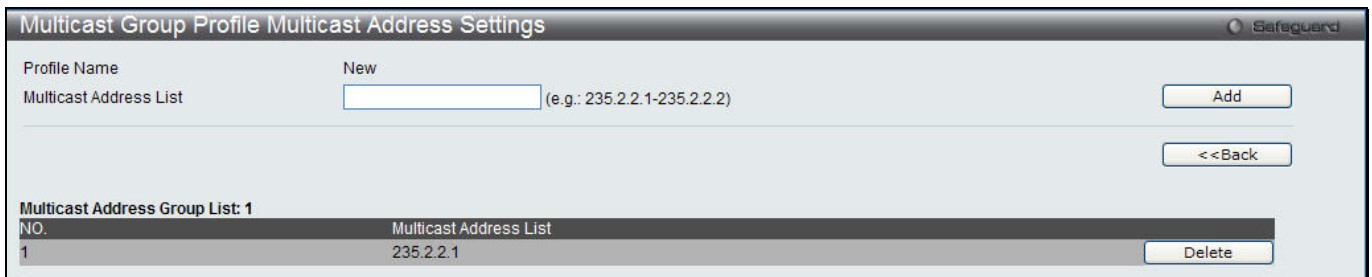 Multicast Group Profile Multicast Address Settings
Safeguard
Profile Name New
Multicast Address List (e.g.: 235.2.2.1-235.2.2.2) Add
<<Back
Multicast Address Group List: 1
NO. Multicast Address List
1 235.2.2.1 Delete